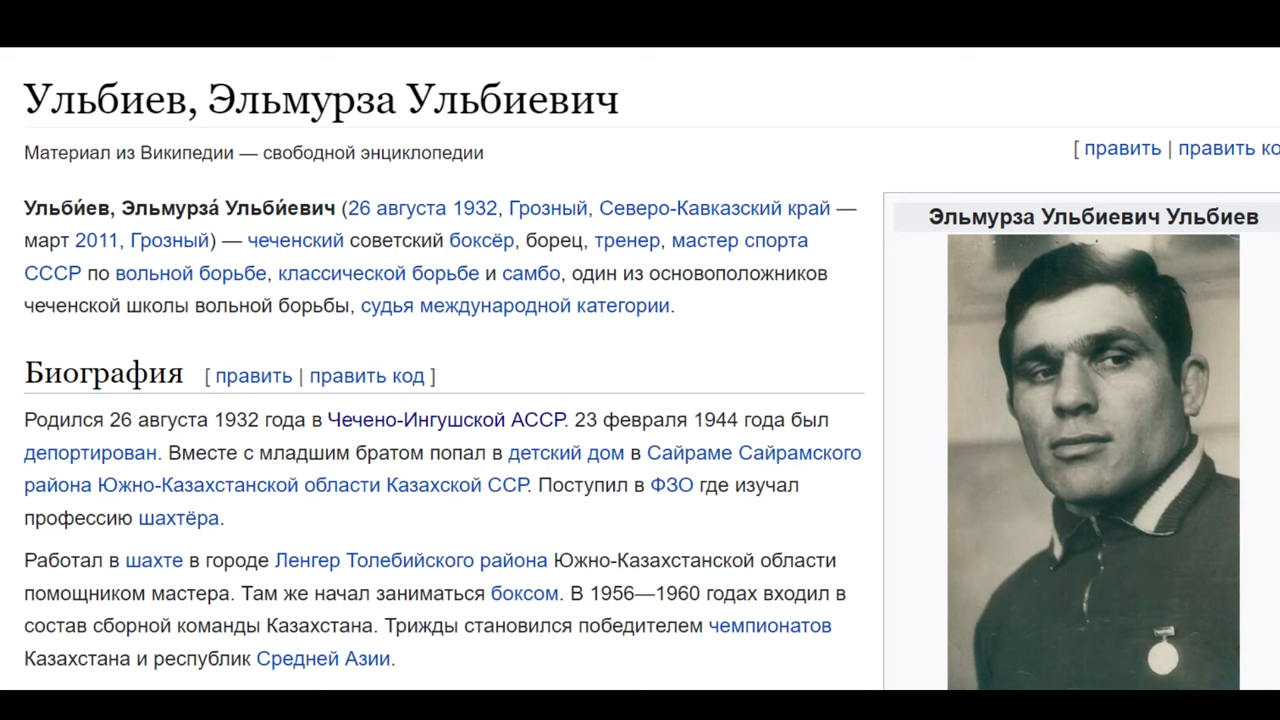 Ульбиев, Эльмурза Ульбиевич
Материал из Википедии — свободной энциклопедии
[ править | править ко
Ульби́ев, Эльмурза́ Ульби́евич (26 августа 1932, Грозный, Северо-Кавказский край —
март 2011, Грозный) — чеченский советский боксёр, борец, тренер, мастер спорта
СССР по вольной борьбе, классической борьбе и самбо, один из основоположников
чеченской школы вольной борьбы, судья международной категории.
Эльмурза Ульбиевич Ульбиев
Биография [ править | править код ]
Родился 26 августа 1932 года в Чечено-Ингушской АССР. 23 февраля 1944 года был
депортирован. Вместе с младшим братом попал в детский дом в Сайраме Сайрамского
района Южно-Казахстанской области Казахской ССР. Поступил в ФЗО где изучал
профессию шахтёра.
Работал в шахте в городе Ленгер Толебийского района Южно-Казахстанской области
помощником мастера. Там же начал заниматься боксом. В 1956—1960 годах входил в
состав сборной команды Казахстана. Трижды становился победителем чемпионатов
Казахстана и республик Средней Азии.